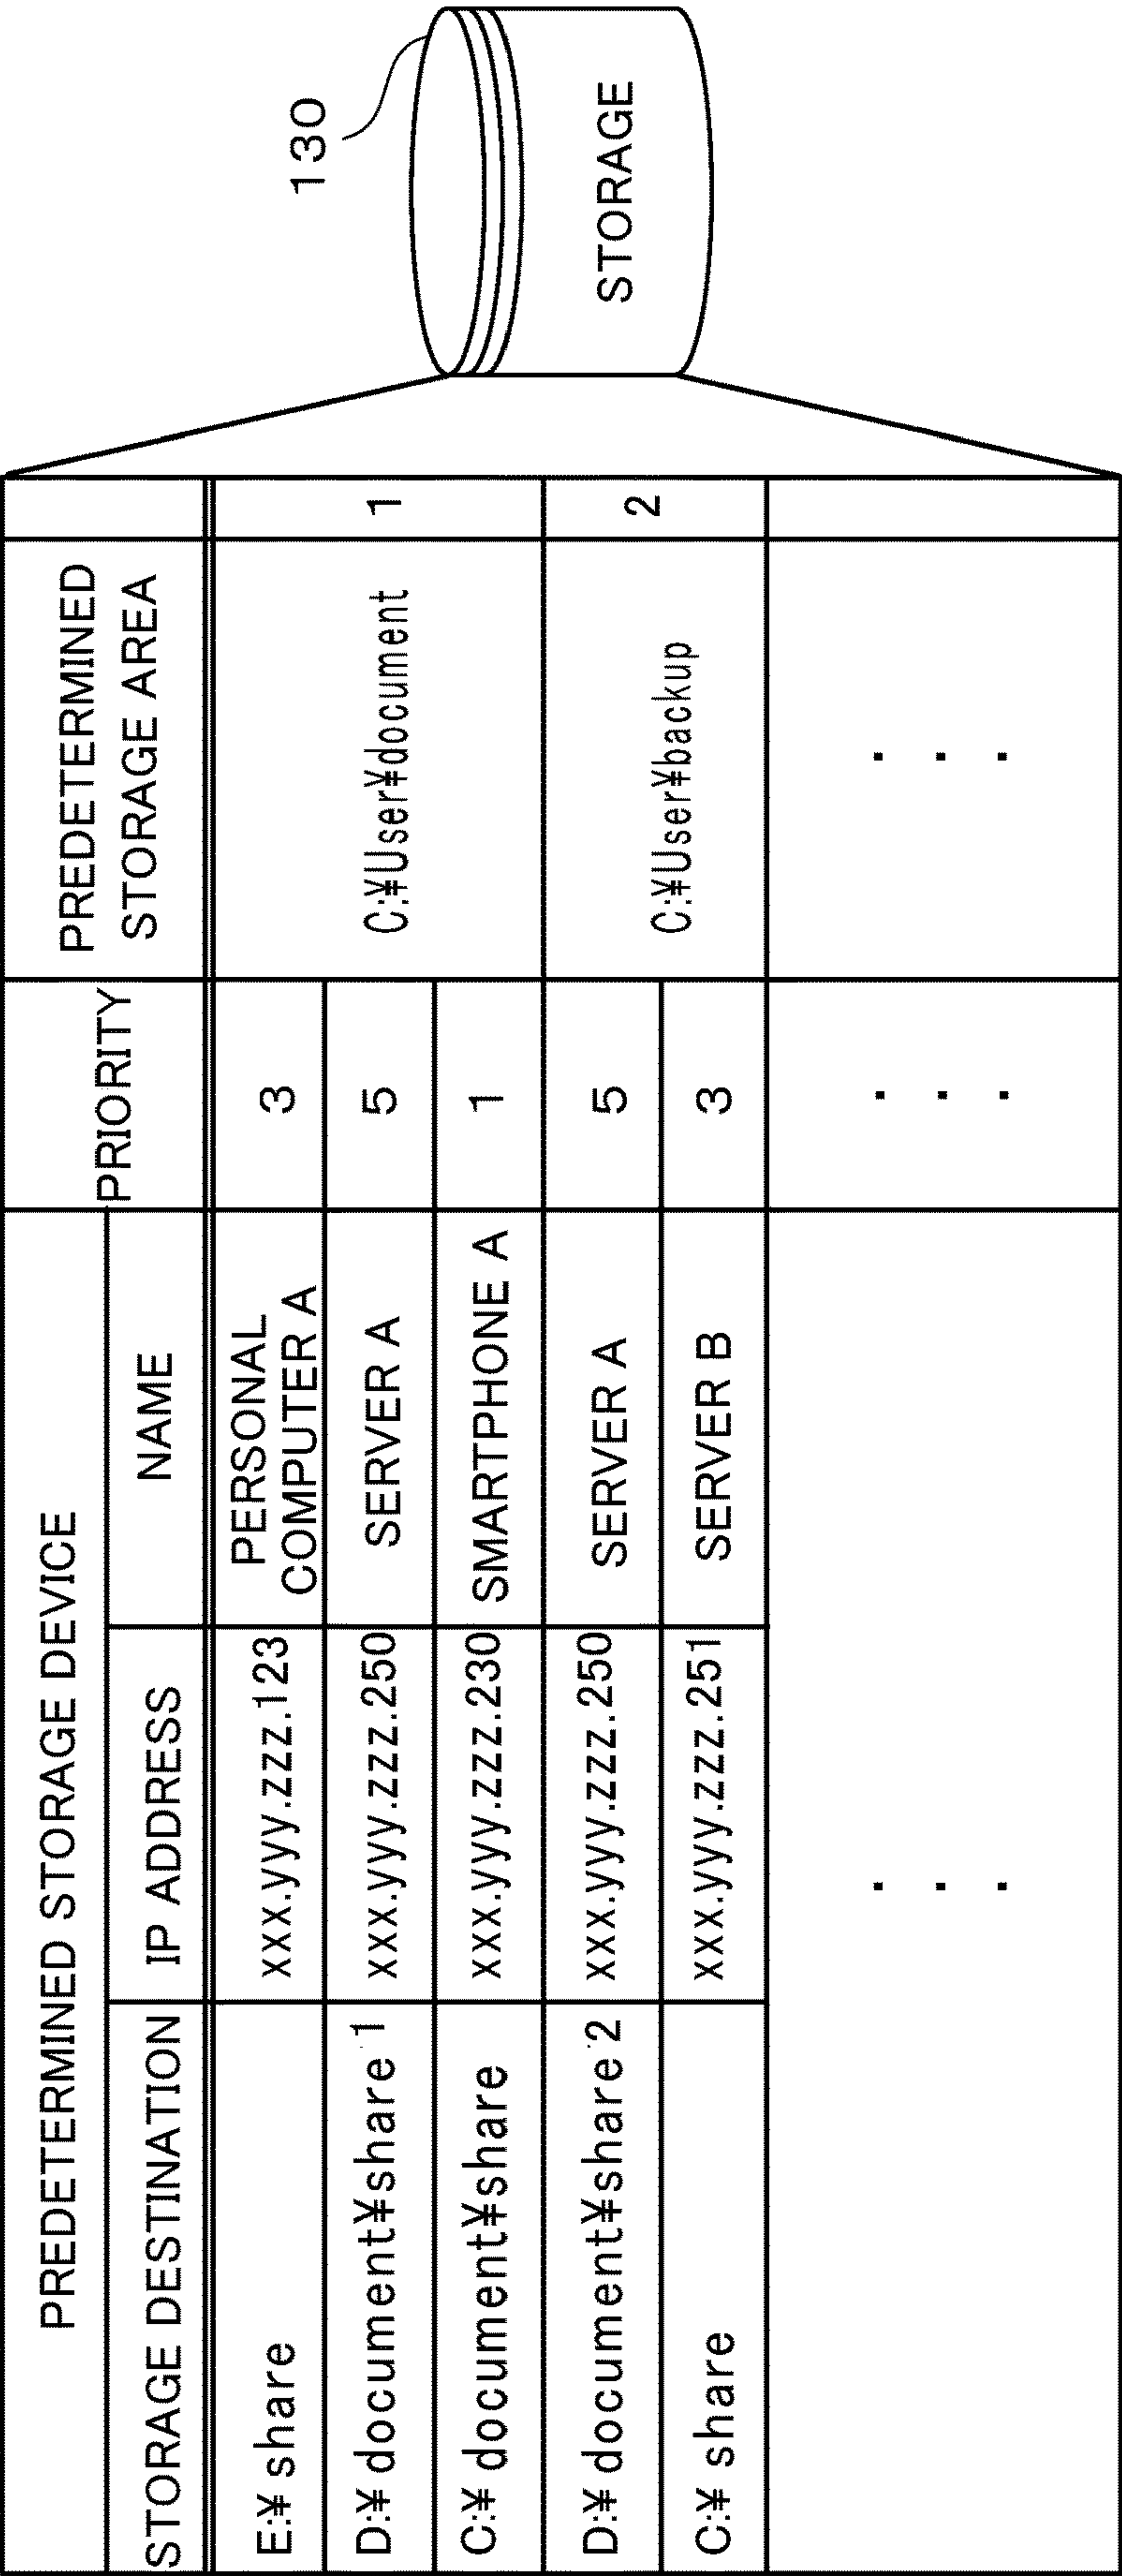 PREDETERMINED STORAGE DEVICE
PRIORITY
PREDETERMINED
STORAGE AREA
STORAGE DESTINATION
IP ADDRESS
NAME
E:¥ share
xxx.yyy.zzz.123
PERSONAL
COMPUTER A
3
D:¥ document¥share 1
xxx.yyy.zzz.250
SERVER A
5
C:¥User¥document
1
C:¥ document¥share
xxx.yyy.zzz.230
SMARTPHONE A
1
D:¥ document¥share 2
xxx.yyy.zzz.250
SERVER A
5
C:¥User¥backup
2
C:¥ share
xxx.yyy.zzz.251
SERVER B
3
. . .
. . .
. . .
130
STORAGE